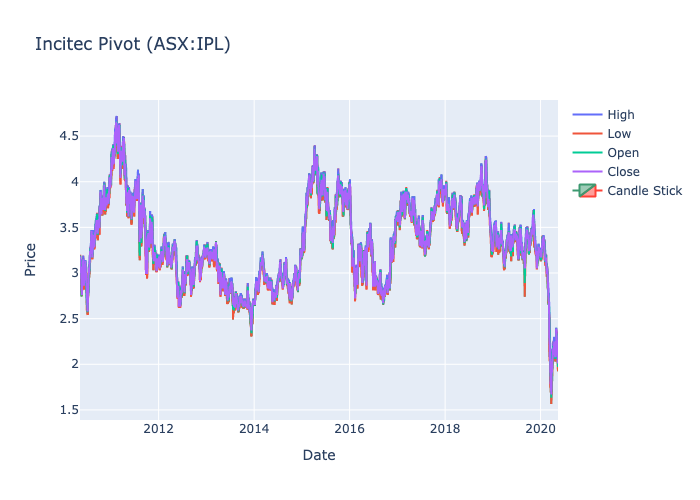 Incitec Pivot (ASX:IPL)
High
Low
Open
Close
Candle Stick
4.5
4
3.5
3
2.5
2
1.5
Price
2012
2014
2016
2018
2020
Date